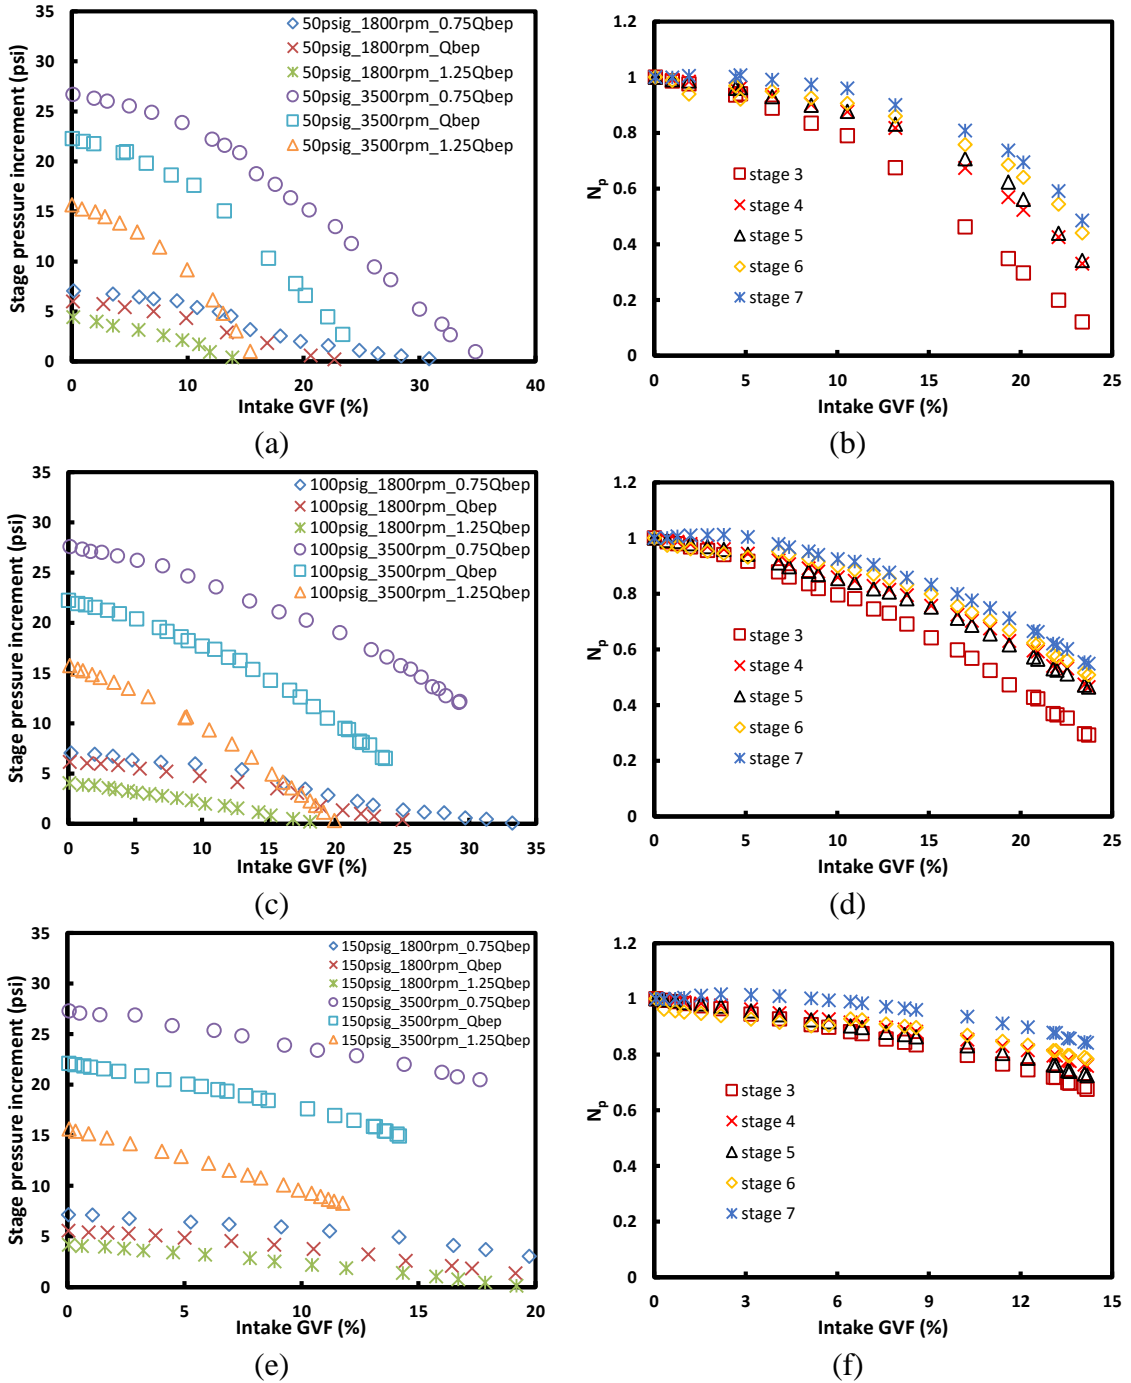 35
30
25
20
15
10
5
0
Stage pressure increment (psi)
50psig_1800rpm_0.75Qbep
50psig_1800rpm_Qbep
50psig_1800rpm_1.25Qbep
50psig_3500rpm_0.75Qbep
50psig_3500rpm_Qbep
50psig_3500rpm_1.25Qbep
0 10 20 30 40
Intake GVF (%)
(a)
1.2
1
0.8
0.6
0.4
0.2
0
Np
stage 3
stage 4
stage 5
stage 6
stage 7
0 5 10 15 20 25
Intake GVF (%)
(b)
35
30
25
20
15
10
5
0
Stage pressure increment (psi)
100psig_1800rpm_0.75Qbep
100psig_1800rpm_Qbep
100psig_1800rpm_1.25Qbep
100psig_3500rpm_0.75Qbep
100psig_3500rpm_Qbep
100psig_3500rpm_1.25Qbep
0 5 10 15 20 25 30 35
Intake GVF (%)
(c)
1.2
1
0.8
0.6
0.4
0.2
0
Np
stage 3
stage 4
stage 5
stage 6
stage 7
0 5 10 15 20 25
Intake GVF (%)
(d)
35
30
25
20
15
10
5
0
Stage pressure increment (psi)
150psig_1800rpm_0.75Qbep
150psig_1800rpm_Qbep
150psig_1800rpm_1.25Qbep
150psig_3500rpm_0.75Qbep
150psig_3500rpm_Qbep
150psig_3500rpm_1.25Qbep
0 5 10 15 20
Intake GVF (%)
(e)
1.2
1
0.8
0.6
0.4
0.2
0
Np
stage 3
stage 4
stage 5
stage 6
stage 7
0 3 6 9 12 15
Intake GVF (%)
(f)